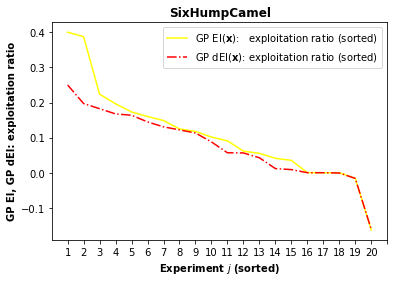 SixHumpCamel
GP EI(x): exploitation ratio (sorted)
GP dEI(x): exploitation ratio (sorted)
GP EI, GP dEI: exploitation ratio
0.4
0.3
0.2
0.1
0.0
−0.1
1 2 3 4 5 6 7 8 9 10 11 12 13 14 15 16 17 18 19 20
Experiment j (sorted)